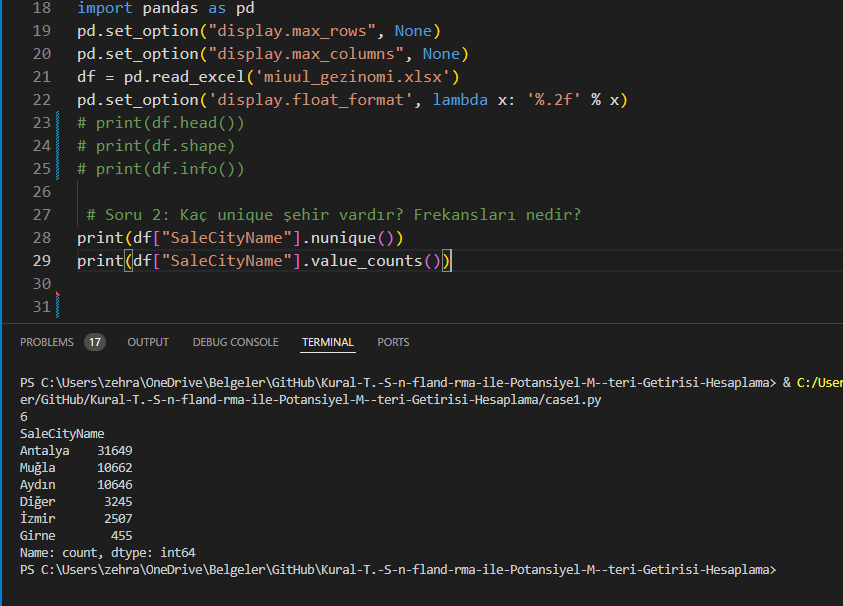 18 import pandas as pd
19 pd.set_option("display.max_rows", None)
20 pd.set_option("display.max_columns", None)
21 df = pd.read_excel('miuul_gezinomi.xlsx')
22 pd.set_option('display.float_format', lambda x: '%.2f' % x)
23 # print(df.head())
24 # print(df.shape)
25 # print(df.info())
26
27 # Soru 2: Kaç unique şehir vardır? Frekansları nedir?
28 print(df["SaleCityName"].nunique())
29 print(df["SaleCityName"].value_counts())
30
31
PROBLEMS 17 OUTPUT DEBUG CONSOLE TERMINAL PORTS
PS C:\Users\zehra\OneDrive\Belgeler\GitHub\Kural-T.-S-n-fland-rma-ile-Potansiyel-M--teri-Getirisi-Hesaplama> & C:/User
er/GitHub/Kural-T.-S-n-fland-rma-ile-Potansiyel-M--teri-Getirisi-Hesaplama/case1.py
6
SaleCityName
Antalya 31649
Muğla 10662
Aydın 10646
Diğer 3245
İzmir 2507
Girne 455
Name: count, dtype: int64
PS C:\Users\zehra\OneDrive\Belgeler\GitHub\Kural-T.-S-n-fland-rma-ile-Potansiyel-M--teri-Getirisi-Hesaplama>